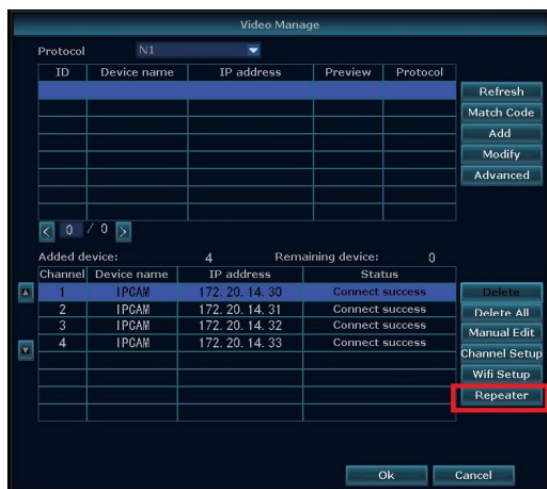 Video Manage
Protocol N1
ID Device name IP address Preview Protocol
Refresh
Match Code
Add
Modify
Advanced
< 0 / 0 >
Added device: 4 Remaining device: 0
Channel Device name IP address Status
1 IPCAM 172. 20. 14. 30 Connect success Delete
2 IPCAM 172. 20. 14. 31 Connect success Delete All
3 IPCAM 172. 20. 14. 32 Connect success Manual Edit
4 IPCAM 172. 20. 14. 33 Connect success Channel Setup
Wifi Setup
Repeater
Ok Cancel